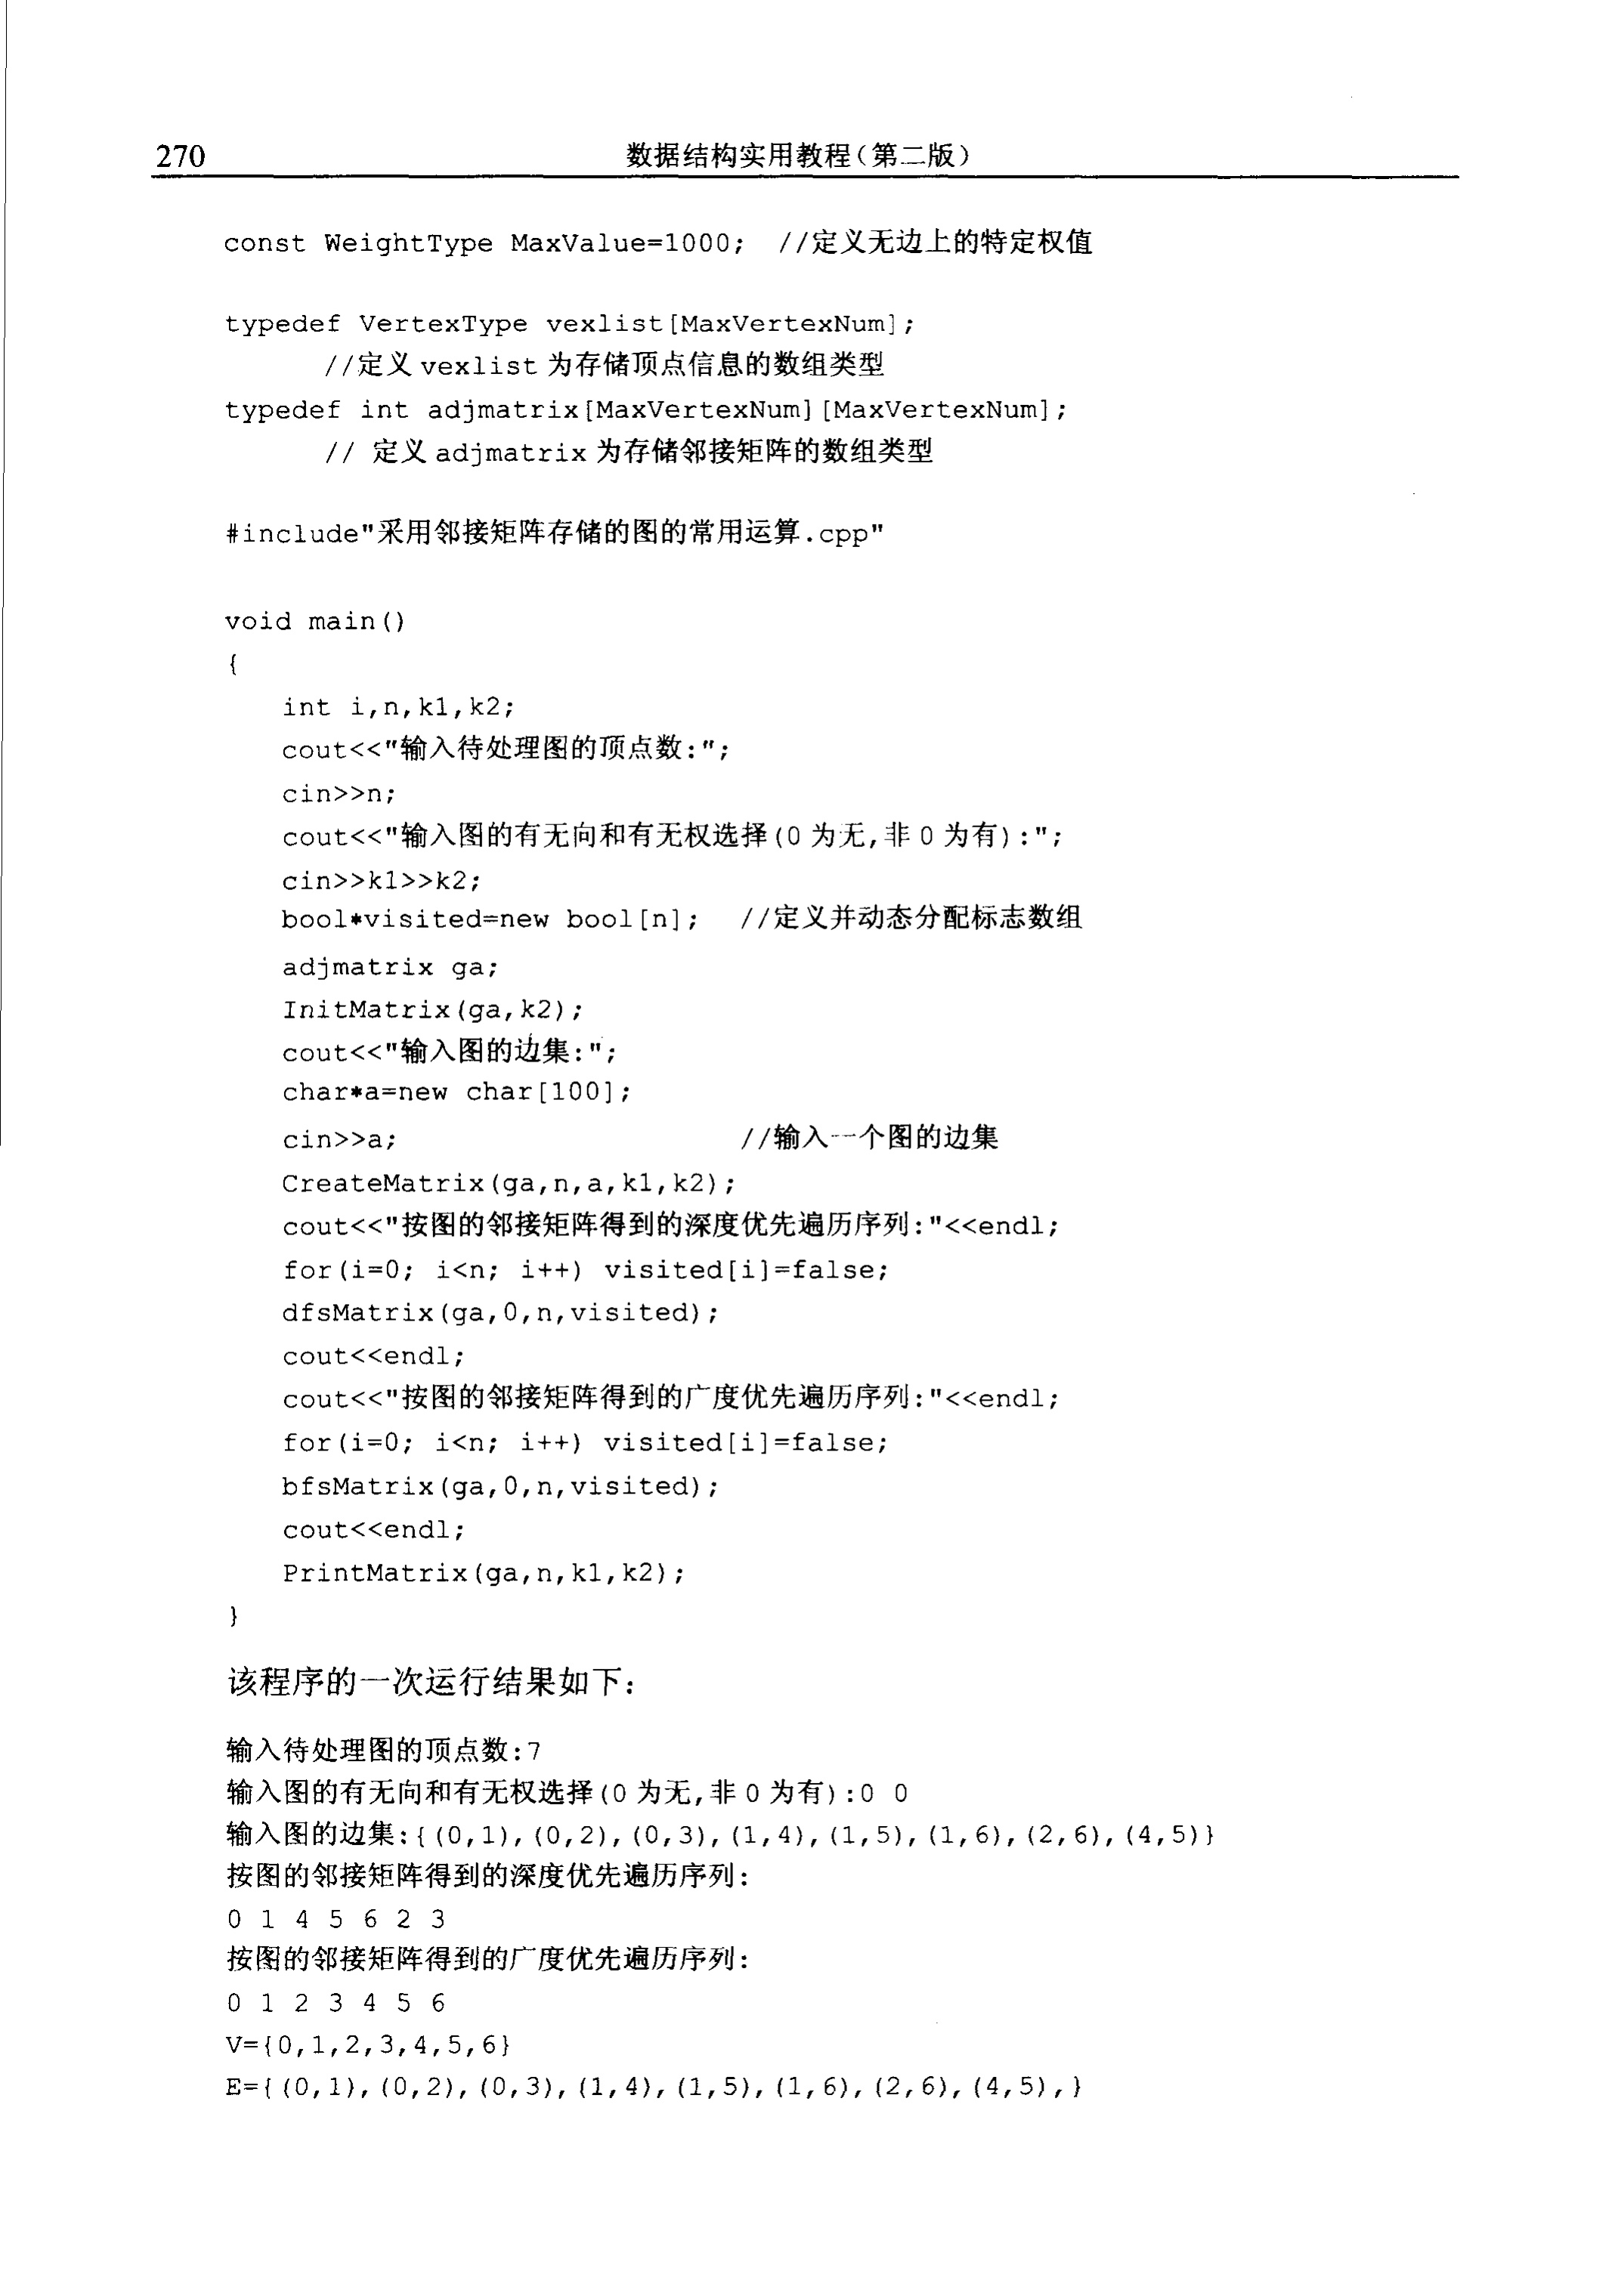 270 数据结构实用教程(第二版)
const WeightType MaxValue=1000; //定义无边上的特定权值
typedef VertexType vexlist[MaxVertexNum];
//定义 vexlist 为存储顶点信息的数组类型
typedef int adjmatrix[MaxVertexNum][MaxVertexNum];
// 定义 adjmatrix 为存储邻接矩阵的数组类型
#include"采用邻接矩阵存储的图的常用运算.cpp"
void main()
{
int i,n,k1,k2;
cout<<"输入待处理图的顶点数:";
cin>>n;
cout<<"输入图的有无向和有无权选择(0 为无,非 0 为有):";
cin>>k1>>k2;
bool*visited=new bool[n]; //定义并动态分配标志数组
adjmatrix ga;
InitMatrix(ga,k2);
cout<<"输入图的边集:";
char*a=new char[100];
cin>>a; //输入一个图的边集
CreateMatrix(ga,n,a,k1,k2);
cout<<"按图的邻接矩阵得到的深度优先遍历序列:"<<endl;
for(i=0; i<n; i++) visited[i]=false;
dfsMatrix(ga,0,n,visited);
cout<<endl;
cout<<"按图的邻接矩阵得到的广度优先遍历序列:"<<endl;
for(i=0; i<n; i++) visited[i]=false;
bfsMatrix(ga,0,n,visited);
cout<<endl;
PrintMatrix(ga,n,k1,k2);
}
该程序的一次运行结果如下:
输入待处理图的顶点数:7
输入图的有无向和有无权选择(0 为无,非 0 为有):0 0
输入图的边集:{(0,1),(0,2),(0,3),(1,4),(1,5),(1,6),(2,6),(4,5)}
按图的邻接矩阵得到的深度优先遍历序列:
0 1 4 5 6 2 3
按图的邻接矩阵得到的广度优先遍历序列:
0 1 2 3 4 5 6
V={0,1,2,3,4,5,6}
E={(0,1),(0,2),(0,3),(1,4),(1,5),(1,6),(2,6),(4,5),}